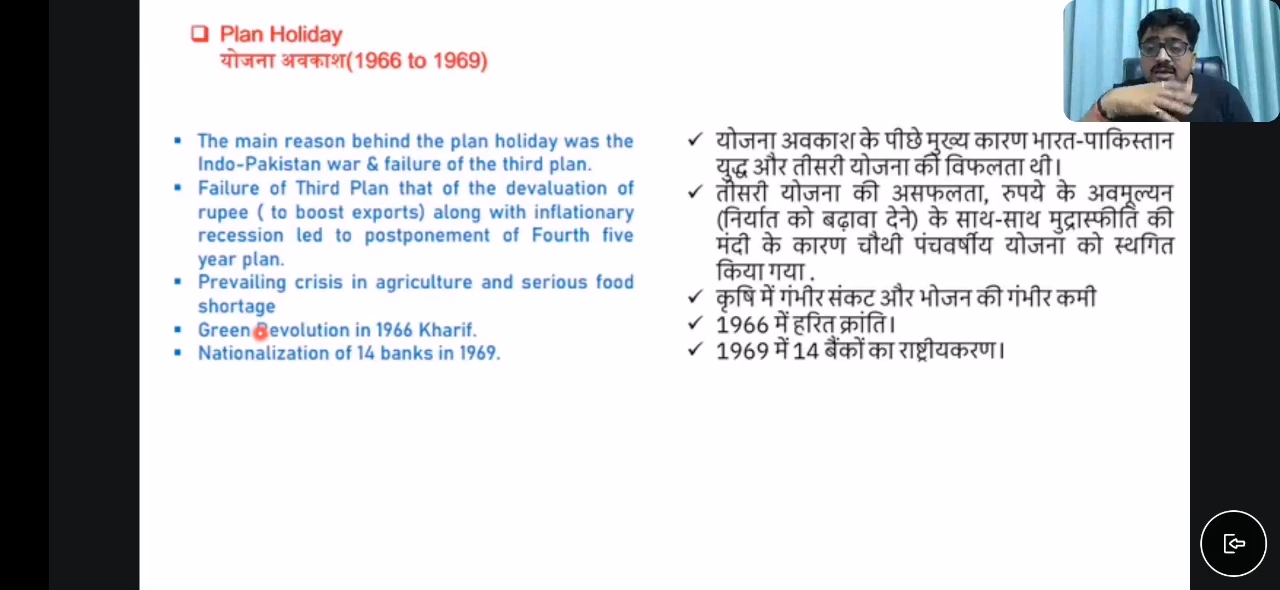 Plan Holiday
योजना अवकाश(1966 to 1969)
The main reason behind the plan holiday was the
Indo-Pakistan war & failure of the third plan.
Failure of Third Plan that of the devaluation of
rupee ( to boost exports) along with inflationary
recession led to postponement of Fourth five
year plan.
Prevailing crisis in agriculture and serious food
shortage
Green Revolution in 1966 Kharif.
Nationalization of 14 banks in 1969.
योजना अवकाश के पीछे मुख्य कारण भारत-पाकिस्तान
युद्ध और तीसरी योजना की विफलता थी।
तीसरी योजना की असफलता, रुपये के अवमूल्यन
(निर्यात को बढ़ावा देने) के साथ-साथ मुद्रास्फीति की
मंदी के कारण चौथी पंचवर्षीय योजना को स्थगित
किया गया .
कृषि में गंभीर संकट और भोजन की गंभीर कमी
1966 में हरित क्रांति।
1969 में 14 बैंकों का राष्ट्रीयकरण।